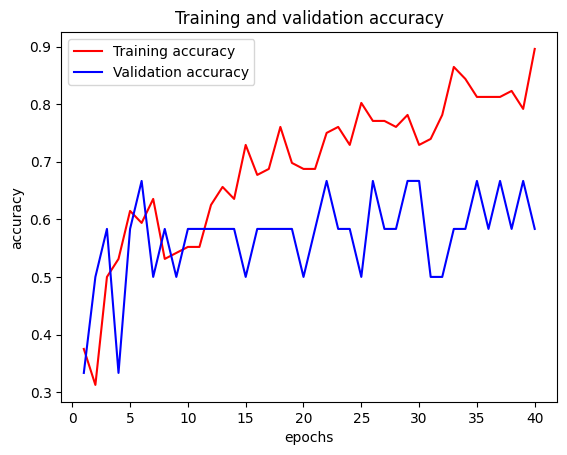 Training and validation accuracy
Training accuracy
Validation accuracy
accuracy
0.9
0.8
0.7
0.6
0.5
0.4
0.3
0 5 10 15 20 25 30 35 40
epochs